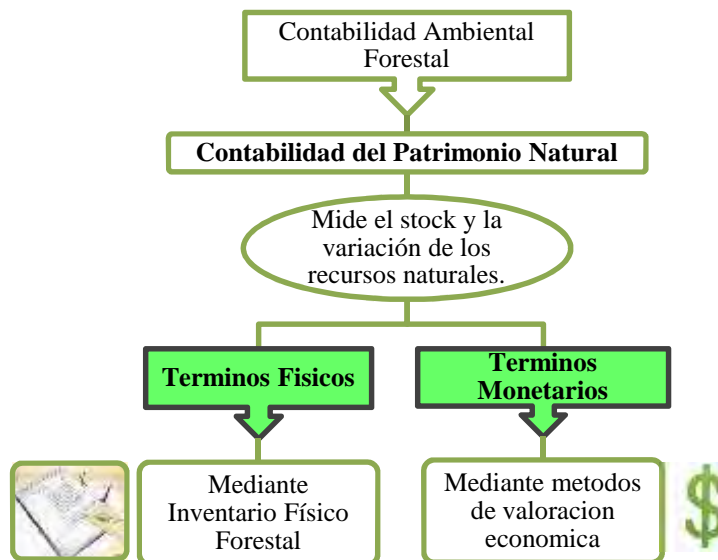 Contabilidad Ambiental
Forestal
Contabilidad del Patrimonio Natural
Mide el stock y la
variación de los
recursos naturales.
Terminos Fisicos
Terminos
Monetarios
Mediante
Inventario Físico
Forestal
Mediante metodos
de valoracion
economica
$